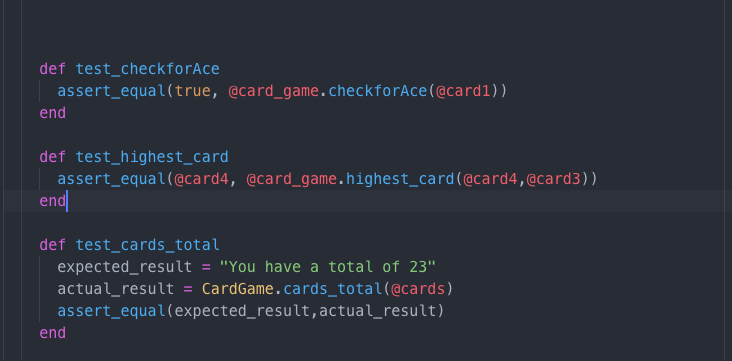 def test_checkforAce
  assert_equal(true, @card_game.checkforAce(@card1))
end
def test_highest_card
  assert_equal(@card4, @card_game.highest_card(@card4,@card3))
end
def test_cards_total
  expected_result = "You have a total of 23"
  actual_result = CardGame.cards_total(@cards)
  assert_equal(expected_result,actual_result)
end